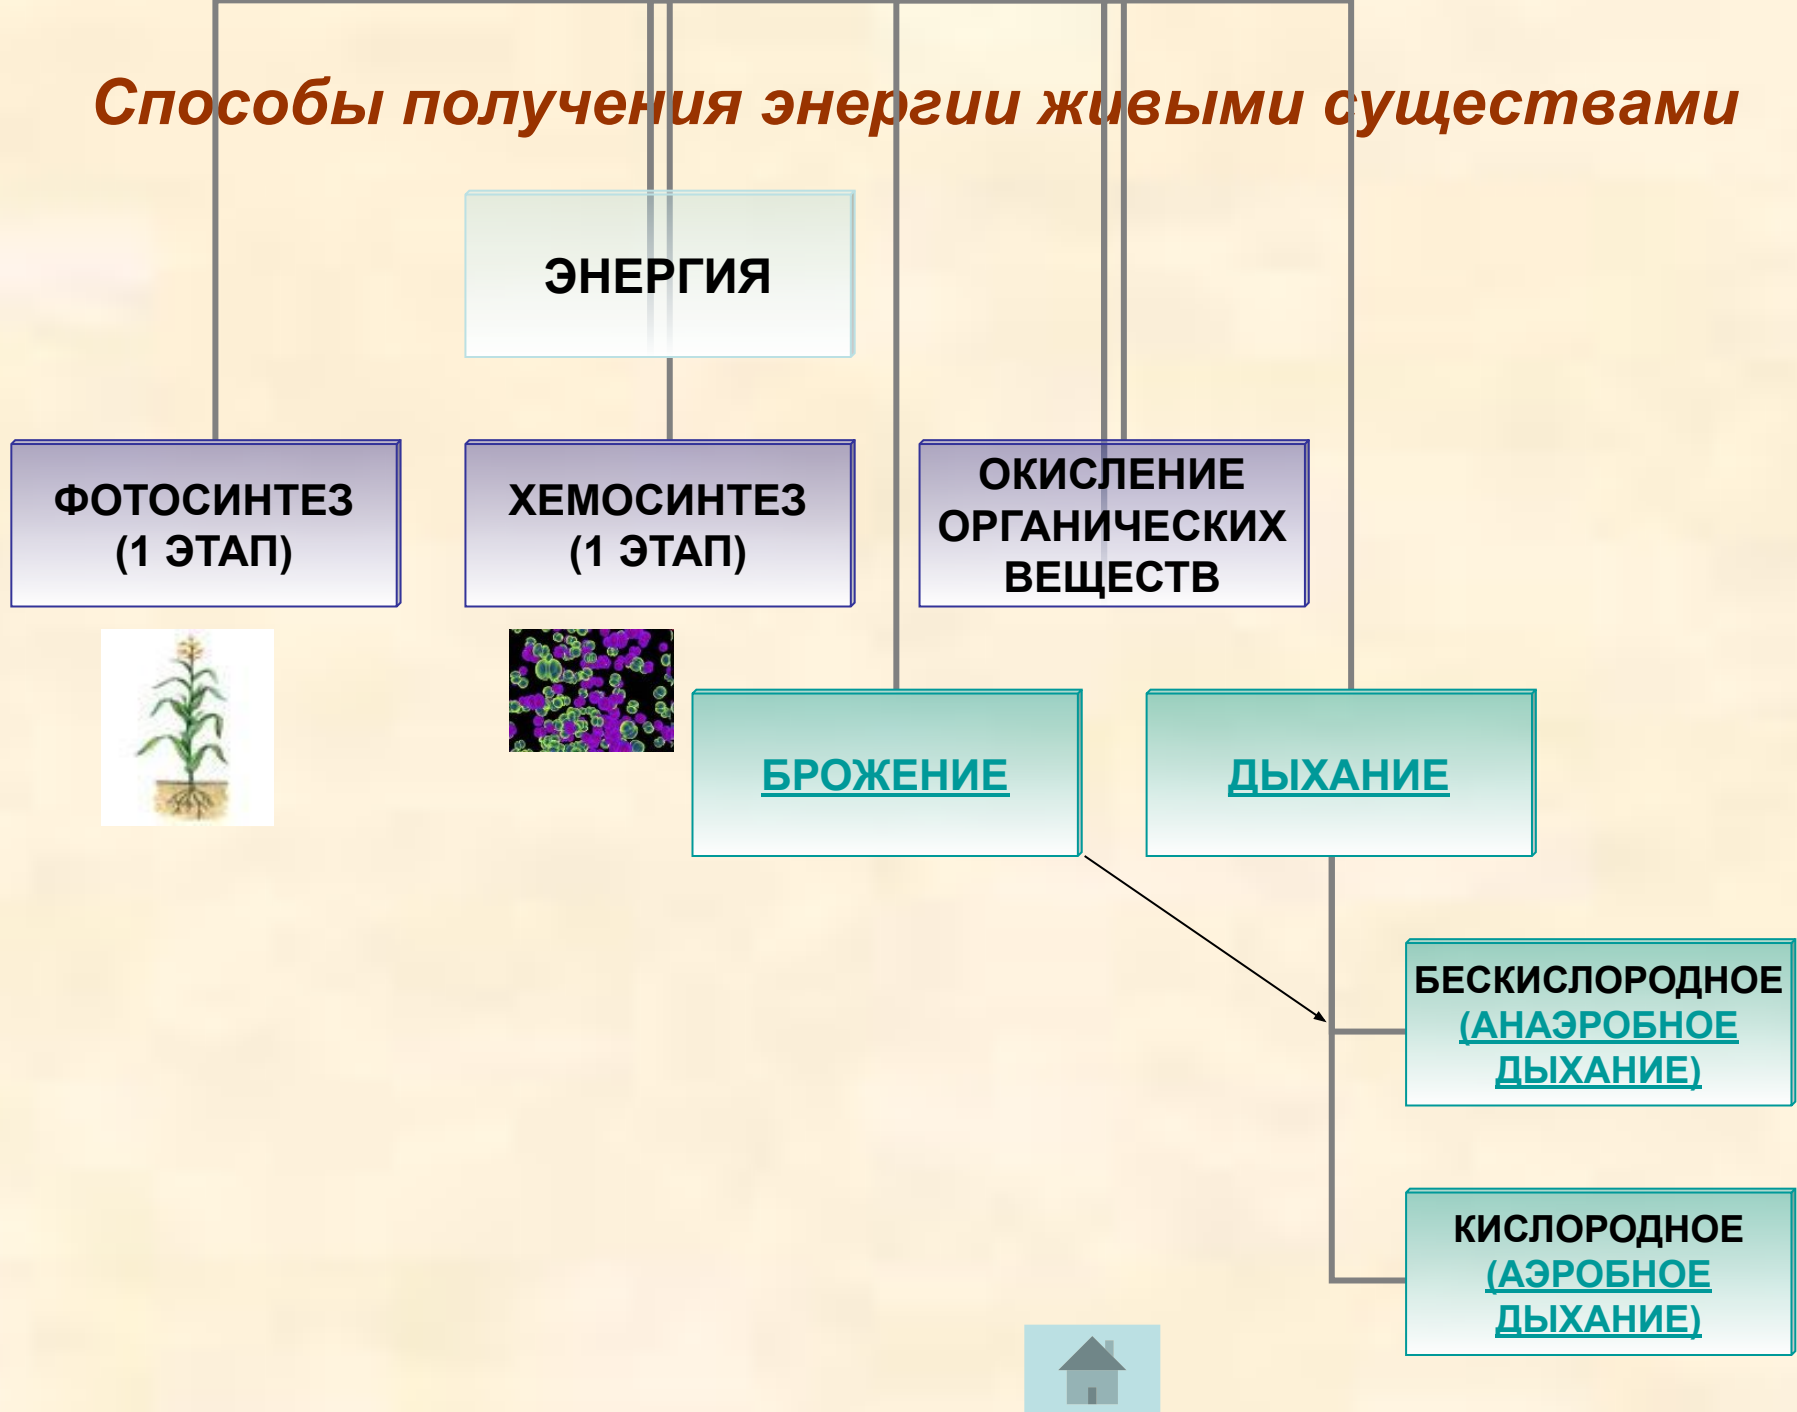 Способы получения энергии живыми существами
ЭНЕРГИЯ
ФОТОСИНТЕЗ
(1 ЭТАП)
ХЕМОСИНТЕЗ
(1 ЭТАП)
ОКИСЛЕНИЕ
ОРГАНИЧЕСКИХ
ВЕЩЕСТВ
БРОЖЕНИЕ
ДЫХАНИЕ
БЕСКИСЛОРОДНОЕ
(АНАЭРОБНОЕ
ДЫХАНИЕ)
КИСЛОРОДНОЕ
(АЭРОБНОЕ
ДЫХАНИЕ)